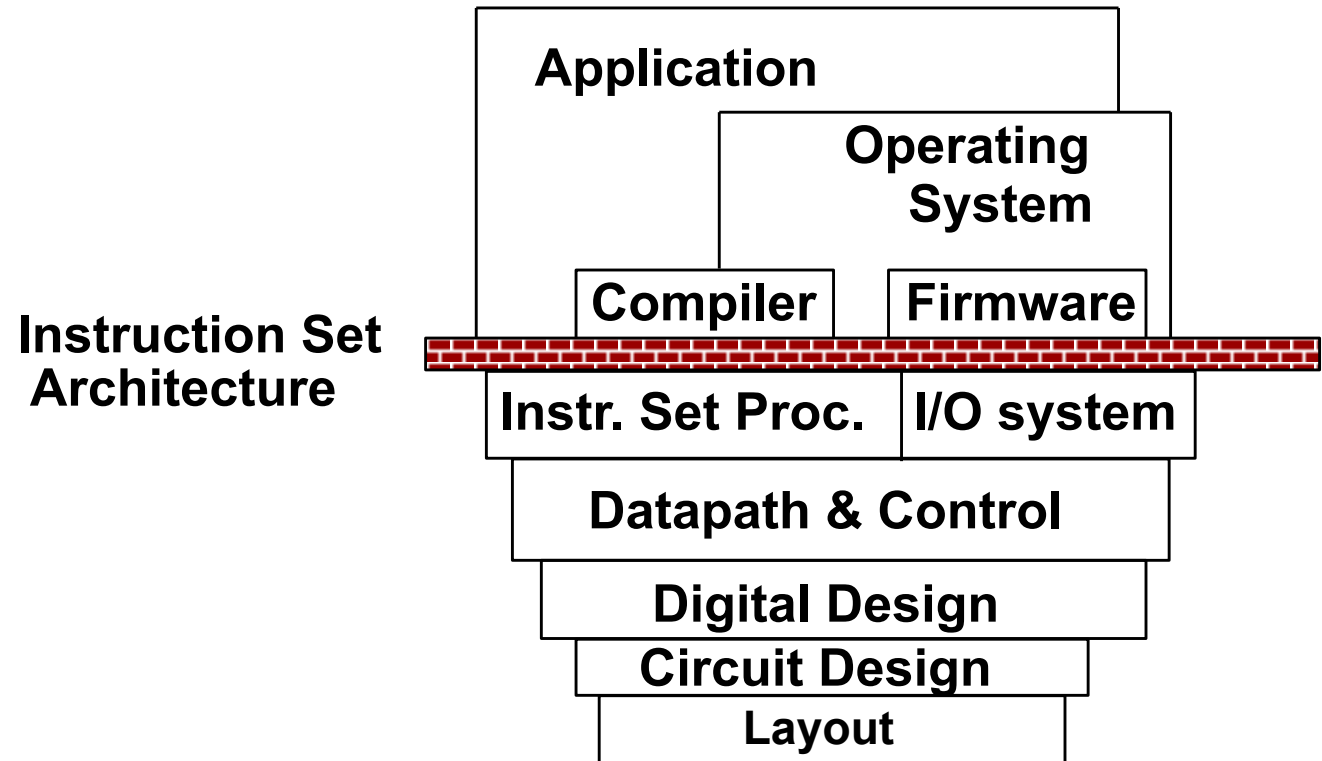 Application
Operating
System
Compiler
Firmware
Instruction Set
Architecture
Instr. Set Proc.
I/O system
Datapath & Control
Digital Design
Circuit Design
Layout